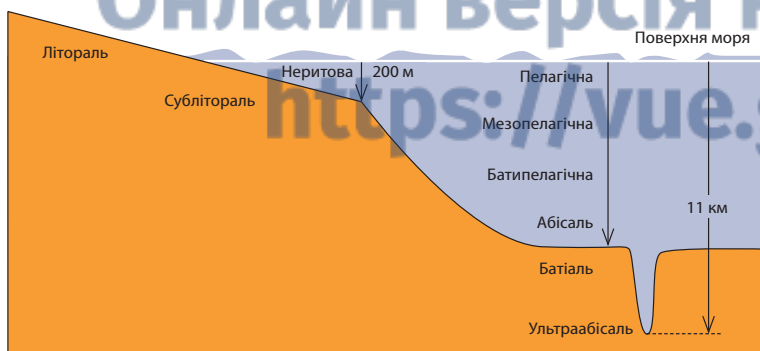 Онлайн версія н
Поверхня моря
Літораль
Неритова 200 м
Пелагічна
Сублітораль
https://vue.g
Мезопелагічна
Батипелагічна
11 км
Абісаль
Батіаль
Ультраабісаль